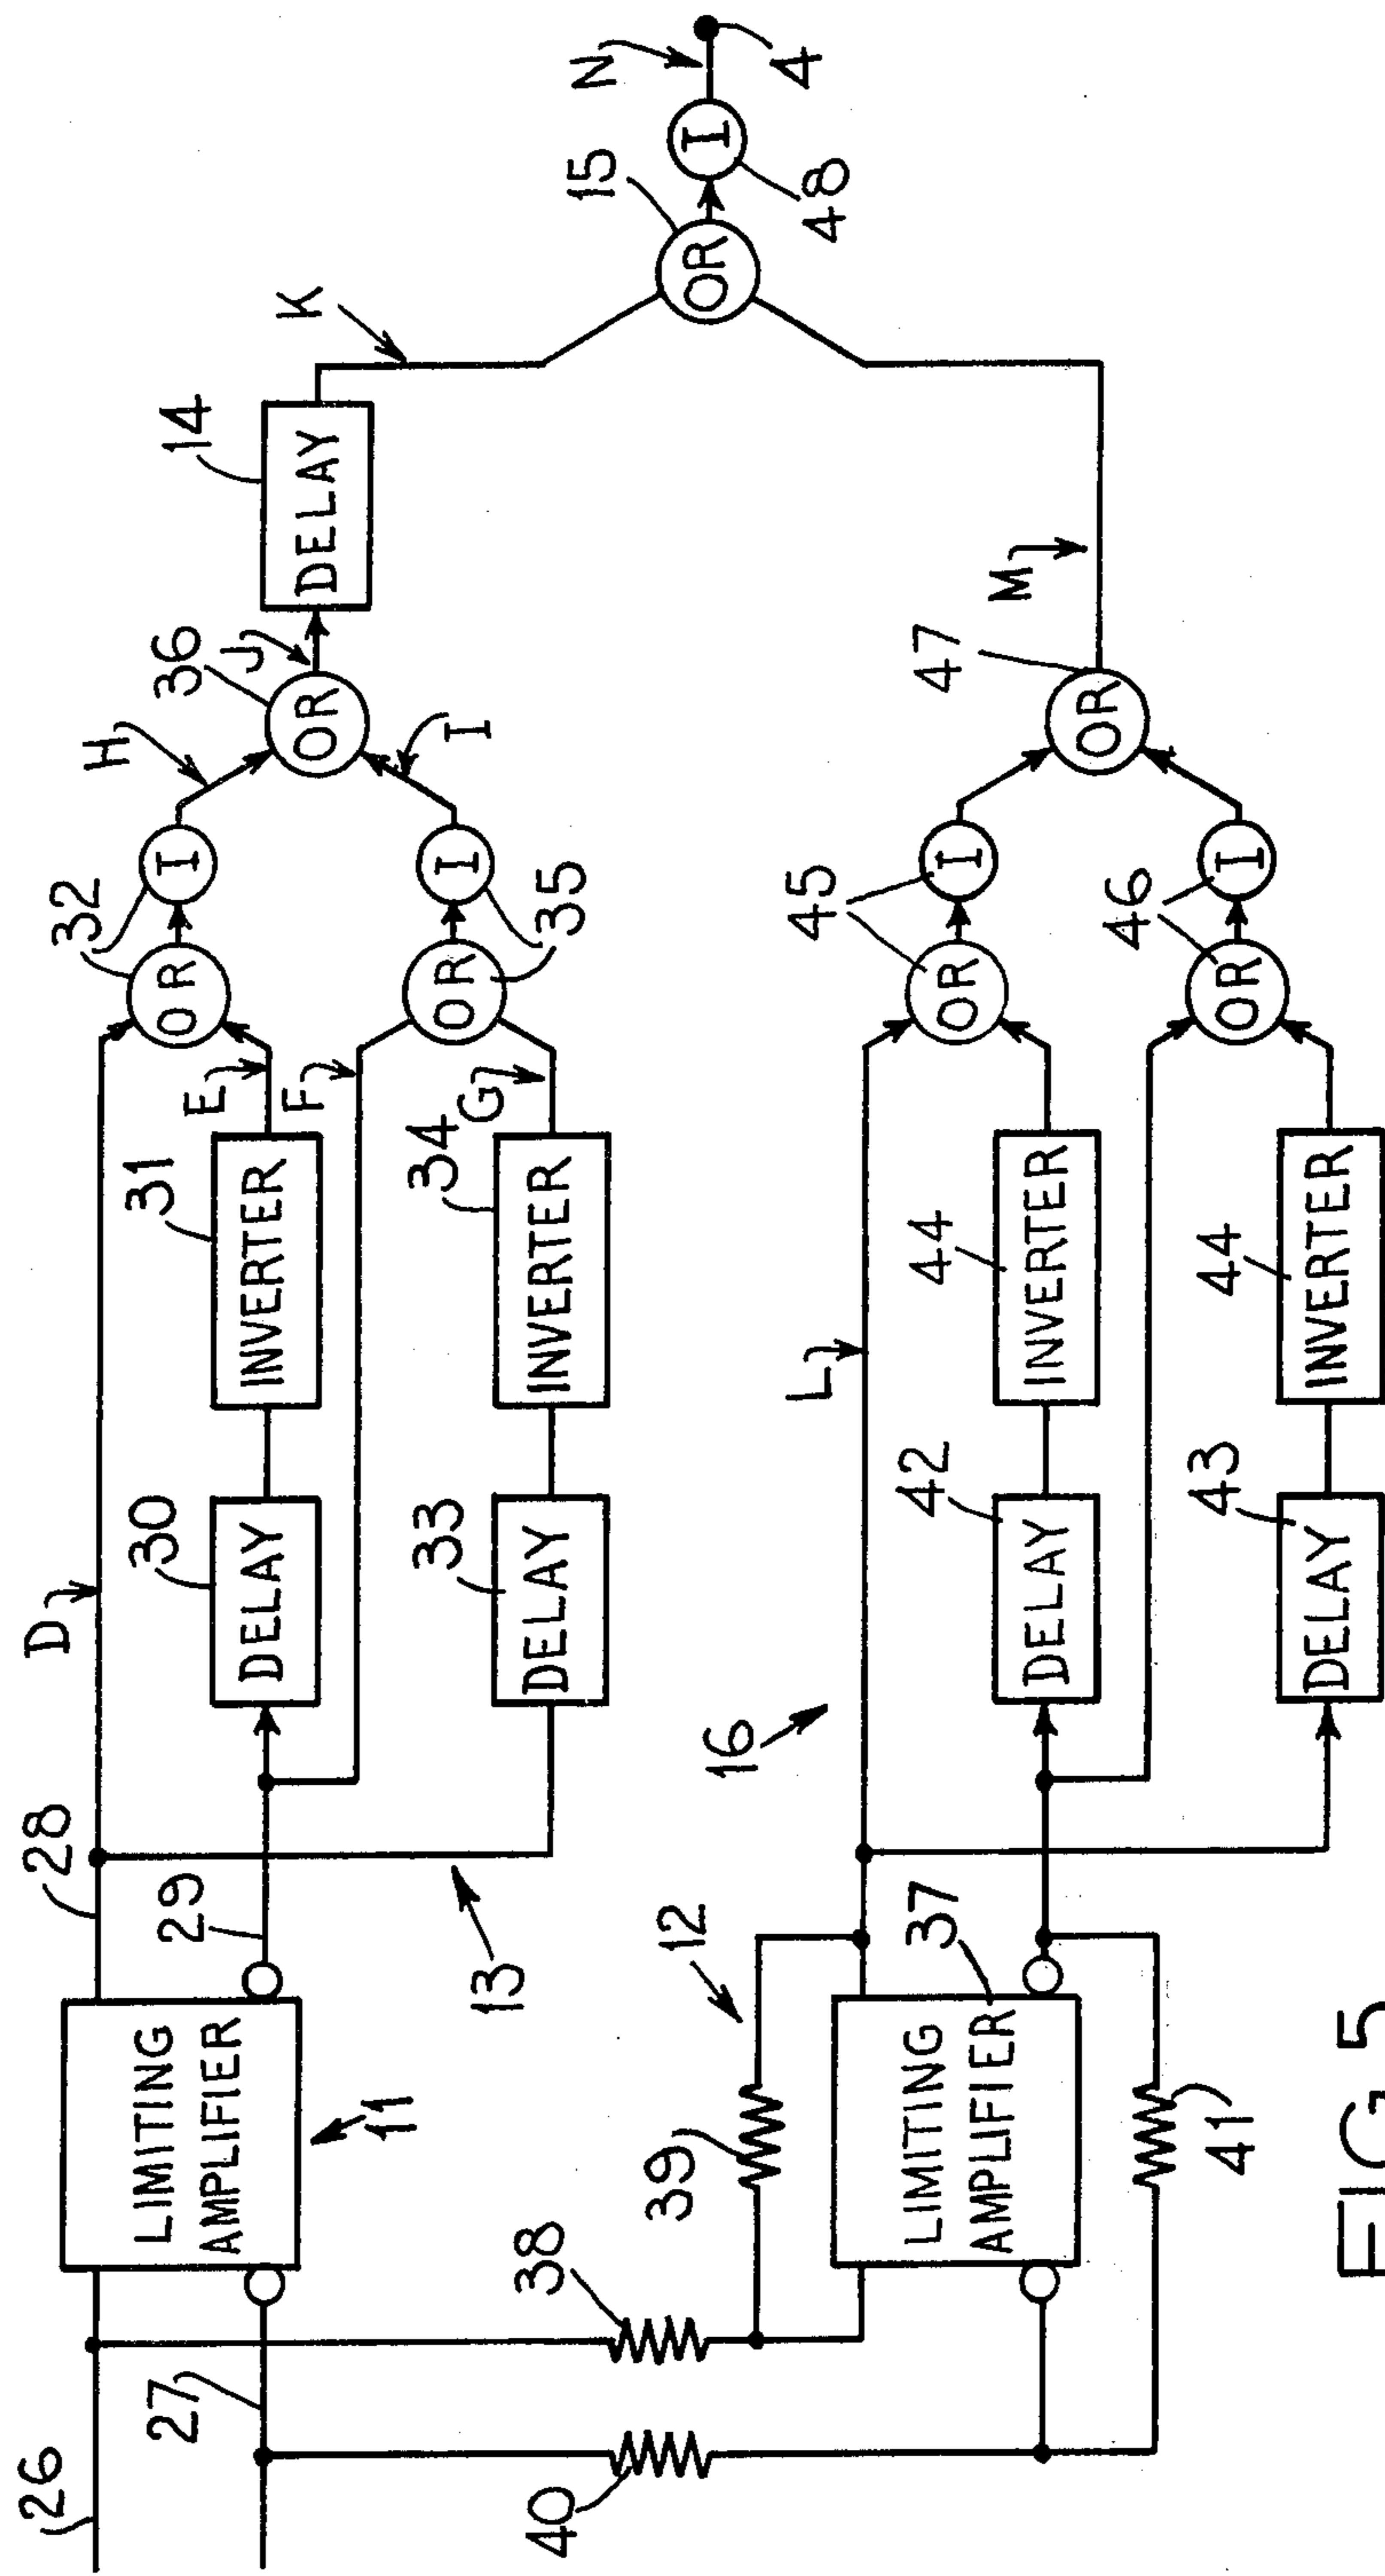 26
27
LIMITING
AMPLIFIER
11
28
29
D
13
DELAY
30
INVERTER
31
E
F
DELAY
33
INVERTER
34
G
OR
I
32
OR
I
35
H
I
OR
36
J
DELAY
14
K
OR
15
I
48
N
4
38
40
39
12
LIMITING
AMPLIFIER
37
41
16
L
DELAY
42
INVERTER
44
DELAY
43
INVERTER
44
OR
I
45
OR
I
46
OR
47
M
FIG 5